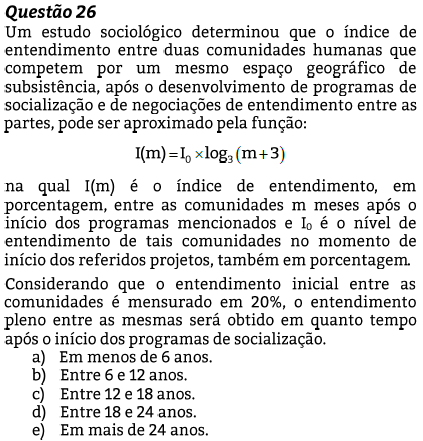 Questão 26
Um estudo sociológico determinou que o índice de
entendimento entre duas comunidades humanas que
competem por um mesmo espaço geográfico de
subsistência, após o desenvolvimento de programas de
socialização e de negociações de entendimento entre as
partes, pode ser aproximado pela função:
I(m)=I₀×log₃(m+3)
na qual I(m) é o índice de entendimento, em
porcentagem, entre as comunidades m meses após o
início dos programas mencionados e I₀ é o nível de
entendimento de tais comunidades no momento de
início dos referidos projetos, também em porcentagem.
Considerando que o entendimento inicial entre as
comunidades é mensurado em 20%, o entendimento
pleno entre as mesmas será obtido em quanto tempo
após o início dos programas de socialização.
a) Em menos de 6 anos.
b) Entre 6 e 12 anos.
c) Entre 12 e 18 anos.
d) Entre 18 e 24 anos.
e) Em mais de 24 anos.